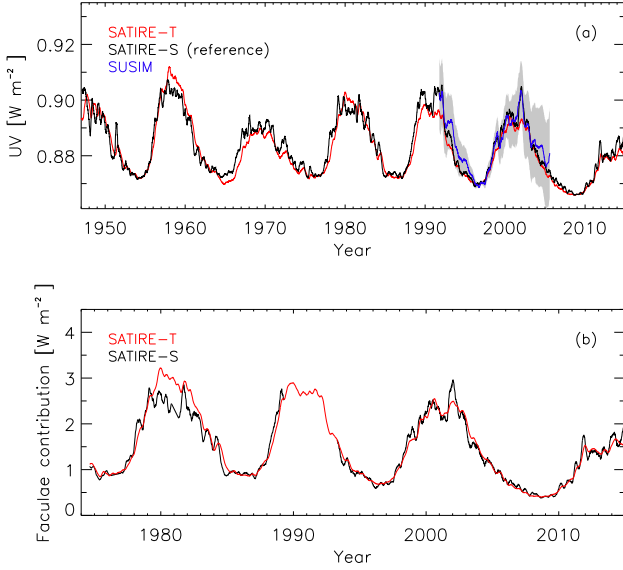 0.92
0.90
0.88
UV [W m⁻²]
SATIRE-T
SATIRE-S (reference)
SUSIM
(a)
1950 1960 1970 1980 1990 2000 2010
Year
4
3
2
1
0
Faculae contribution [W m⁻²]
SATIRE-T
SATIRE-S
(b)
1980 1990 2000 2010
Year